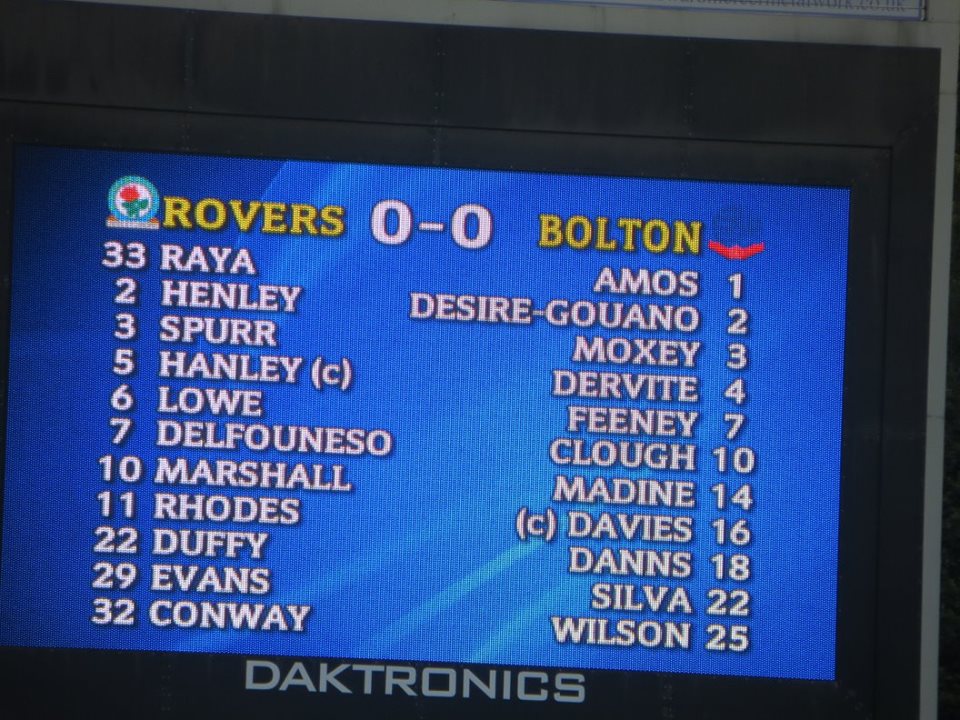 ROVERS 0-0 BOLTON
33 RAYA AMOS 1
2 HENLEY DESIRE-GOUANO 2
3 SPURR MOXEY 3
5 HANLEY (c) DERVITE 4
6 LOWE FEENEY 7
7 DELFOUNESO CLOUGH 10
10 MARSHALL MADINE 14
11 RHODES (c) DAVIES 16
22 DUFFY DANNS 18
29 EVANS SILVA 22
32 CONWAY WILSON 25
DAKTRONICS